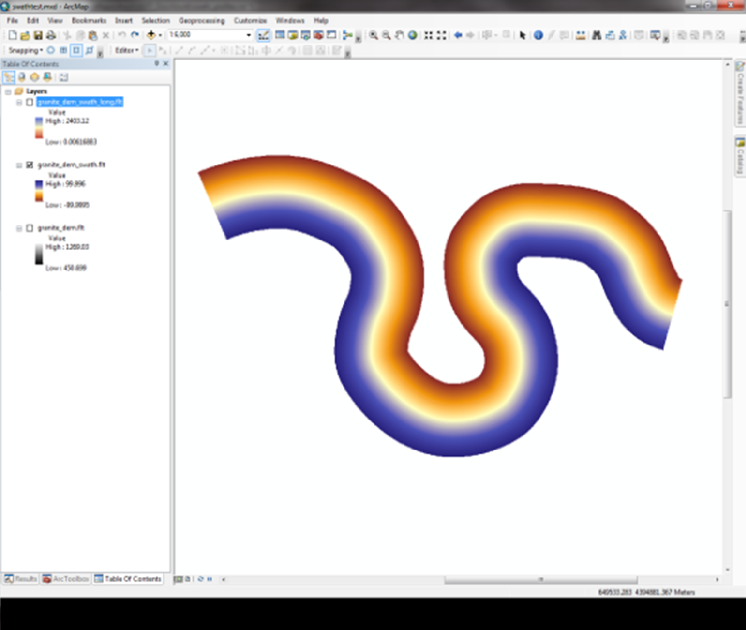 swathtest.mxd - ArcMap
File Edit View Bookmarks Insert Selection Geoprocessing Customize Windows Help
1:6,000
Snapping Editor
Table Of Contents
Layers
granite_dem_swath_long.flt
Value
High : 2403.12
Low : 0.00616883
granite_dem_swath.flt
Value
High : 99.996
Low : -99.9995
granite_dem.flt
Value
High : 1269.03
Low : 450.699
Create Features
Catalog
Results ArcToolbox Table Of Contents
649533.283 4394881.367 Meters